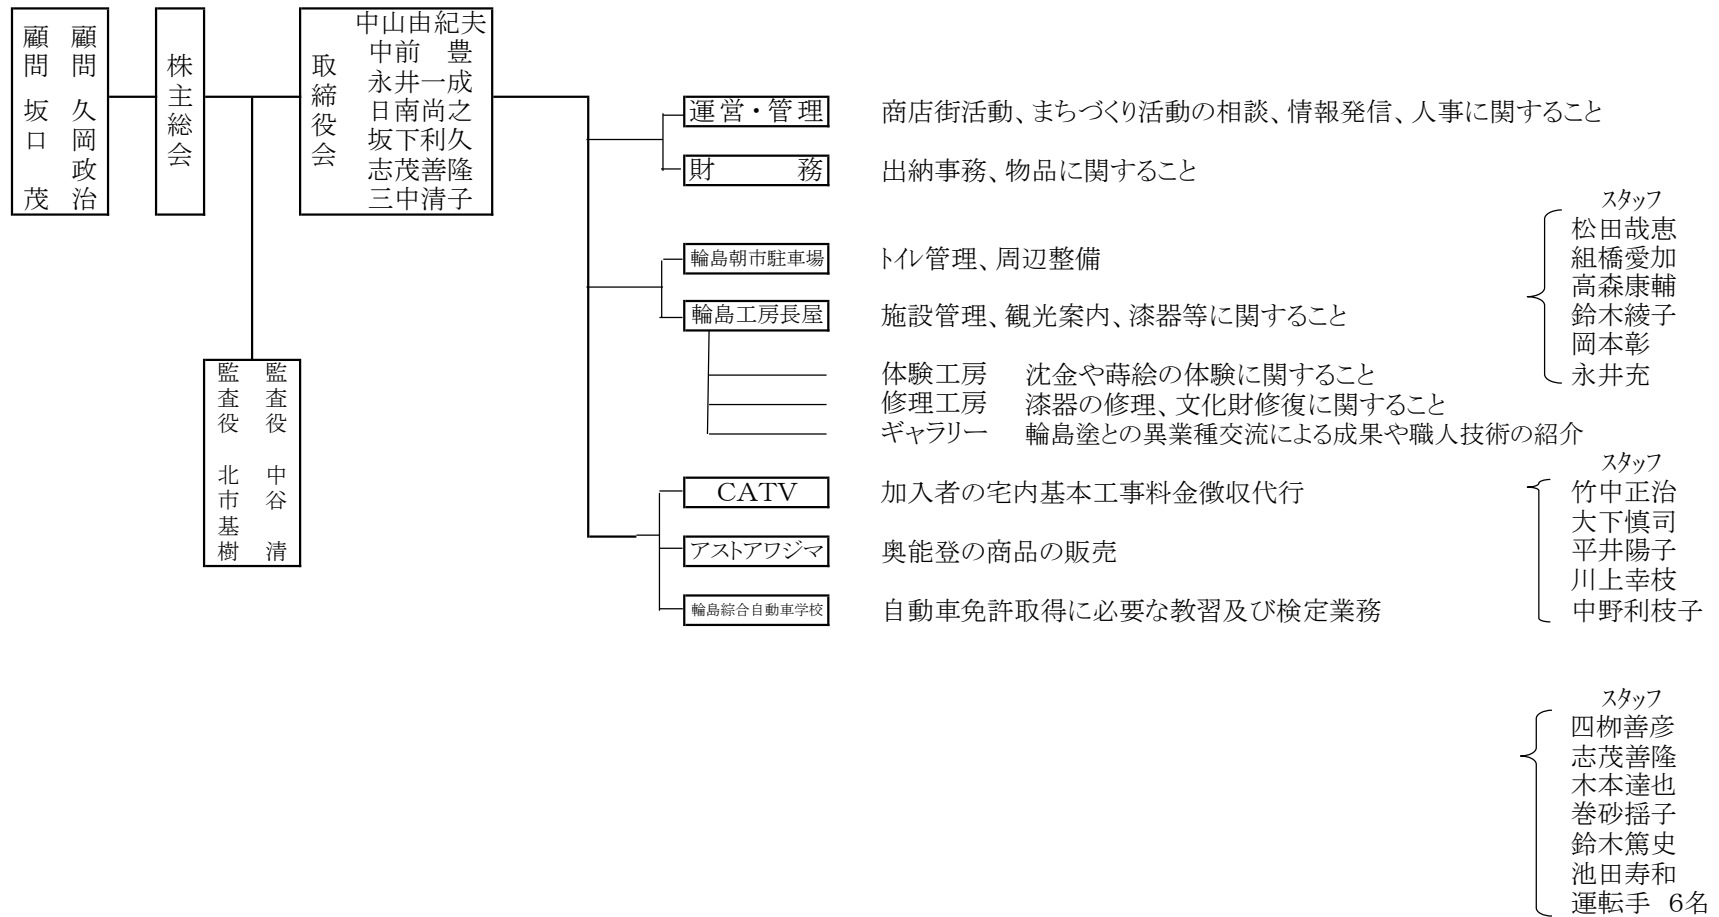 顧問 久岡政治
顧問 坂口 茂
株主総会
取締役会
中山由紀夫
中前 豊
永井一成
日南尚之
坂下利久
志茂善隆
三中清子
監査役 中谷 清
監査役 北市基樹
運営・管理 商店街活動、まちづくり活動の相談、情報発信、人事に関すること
財 務 出納事務、物品に関すること
輪島朝市駐車場 トイレ管理、周辺整備
輪島工房長屋 施設管理、観光案内、漆器等に関すること
体験工房 沈金や蒔絵の体験に関すること
修理工房 漆器の修理、文化財修復に関すること
ギャラリー 輪島塗との異業種交流による成果や職人技術の紹介
スタッフ
松田哉恵
組橋愛加
高森康輔
鈴木綾子
岡本彰
永井充
CATV 加入者の宅内基本工事料金徴収代行
アストアワジマ 奥能登の商品の販売
輪島綜合自動車学校 自動車免許取得に必要な教習及び検定業務
スタッフ
竹中正治
大下慎司
平井陽子
川上幸枝
中野利枝子
スタッフ
四栁善彦
志茂善隆
木本達也
巻砂揺子
鈴木篤史
池田寿和
運転手 6名